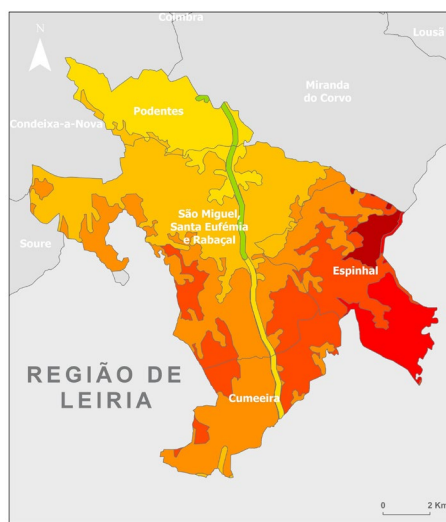 Coimbra
Lousã
N
Miranda
do Corvo
Podentes
Condeixa-a-Nova
São Miguel,
Santa Eufémia
e Rabaçal
Soure
Espinhal
REGIÃO DE
LEIRIA
Cumeeira
0 2 Km